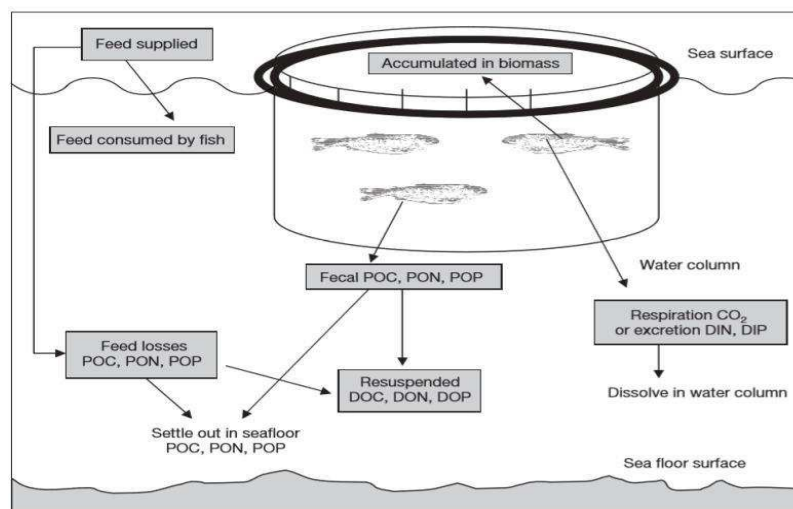 Feed supplied
Sea surface
Accumulated in biomass
Feed consumed by fish
Water column
Fecal POC, PON, POP
Respiration CO₂
or excretion DIN, DIP
Feed losses
POC, PON, POP
Resuspended
DOC, DON, DOP
Dissolve in water column
Settle out in seafloor
POC, PON, POP
Sea floor surface